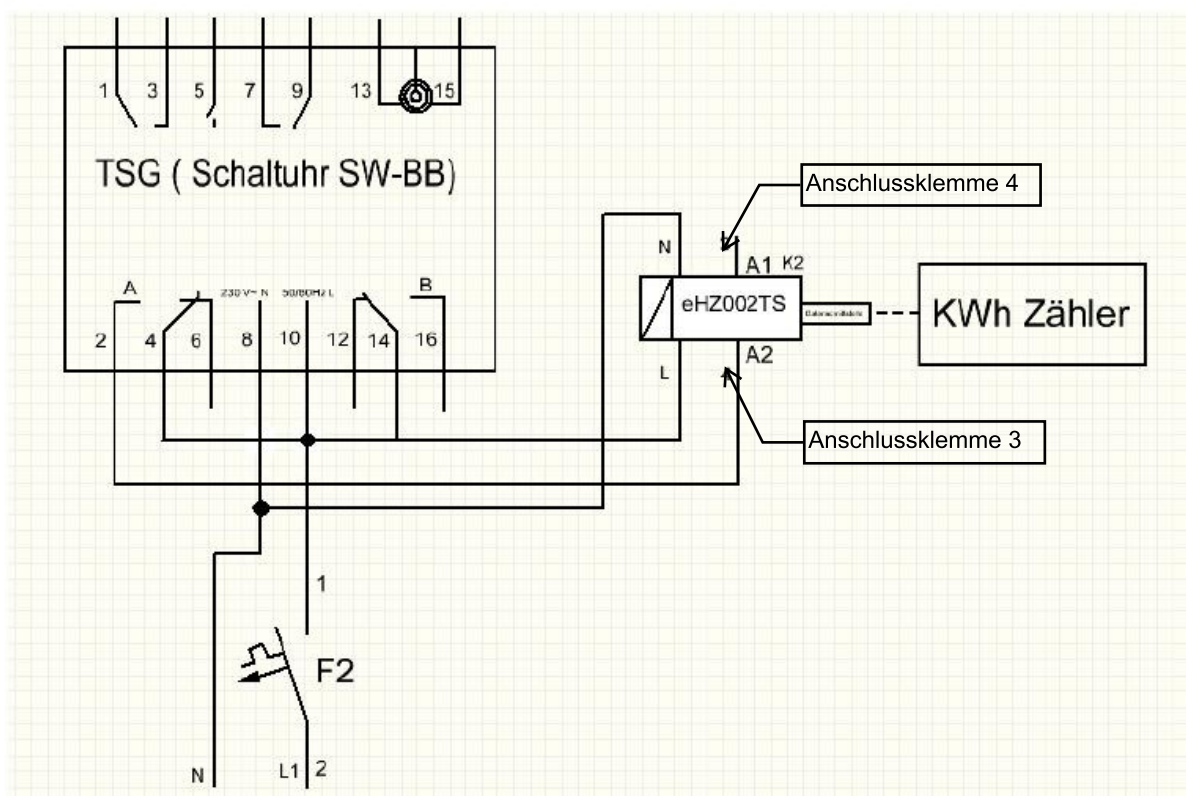 1 3 5 7 9 13 15
TSG ( Schaltuhr SW-BB)
Anschlussklemme 4
N
A1 K2
eHZ002TS
KWh Zähler
A
230 V~ N 50/60Hz L
B
2 4 6 8 10 12 14 16
A2
L
Anschlussklemme 3
1
F2
N
L1 2